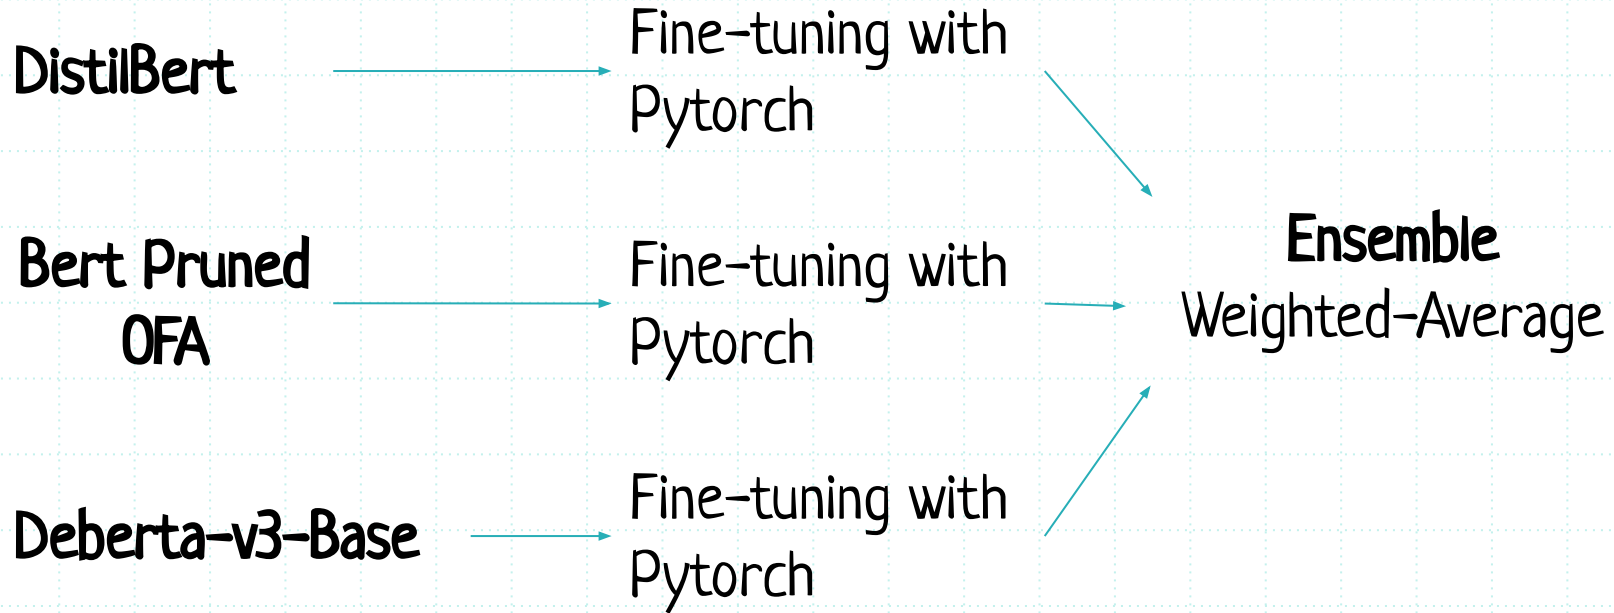 DistilBert
Fine-tuning with
Pytorch
Bert Pruned
OFA
Fine-tuning with
Pytorch
Ensemble
Weighted-Average
Deberta-v3-Base
Fine-tuning with
Pytorch